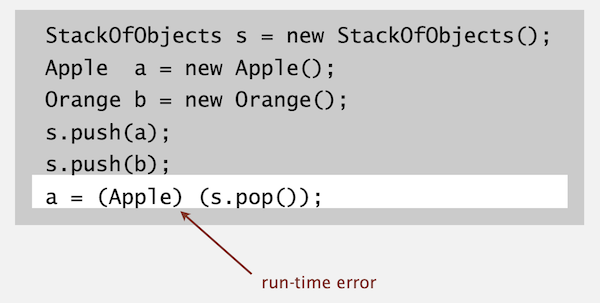 StackOfObjects s = new StackOfObjects();
Apple  a = new Apple();
Orange b = new Orange();
s.push(a);
s.push(b);
a = (Apple) (s.pop());
run-time error